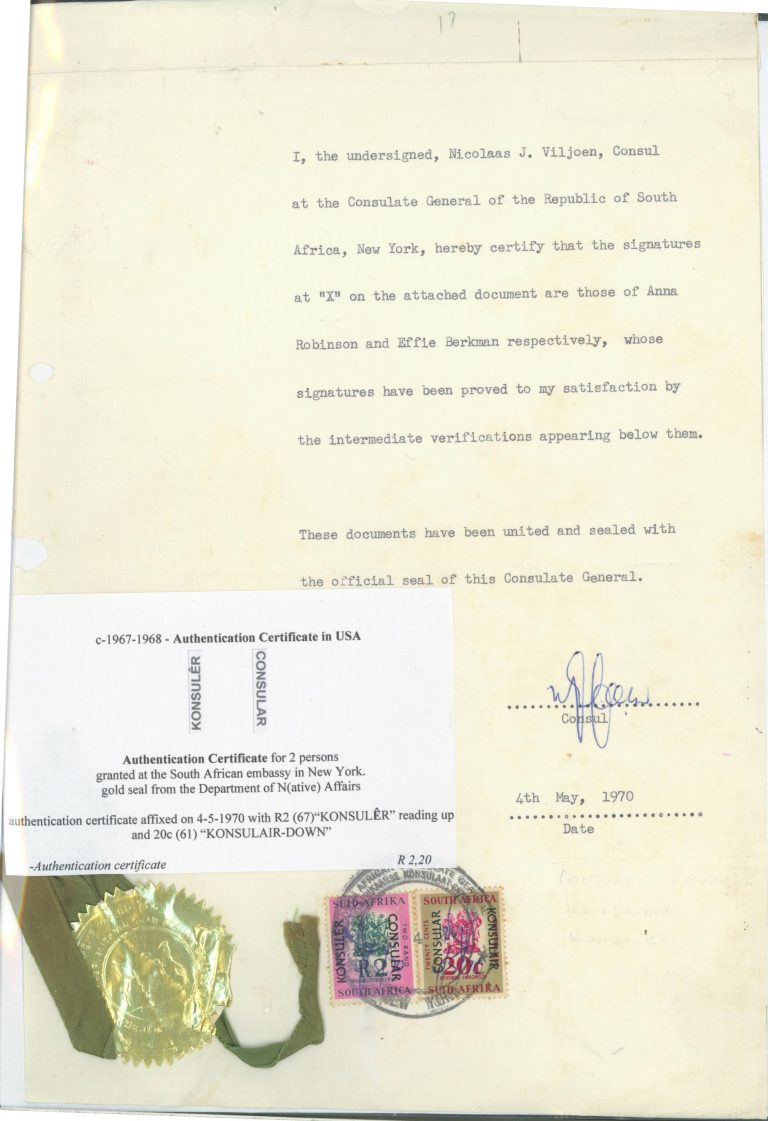 17
I, the undersigned, Nicolaas J. Viljoen, Consul
at the Consulate General of the Republic of South
Africa, New York, hereby certify that the signatures
at "X" on the attached document are those of Anna
Robinson and Effie Berkman respectively, whose
signatures have been proved to my satisfaction by
the intermediate verifications appearing below them.
These documents have been united and sealed with
the official seal of this Consulate General.
Consul
4th May, 1970
Date
c-1967-1968 - Authentication Certificate in USA
KONSULÊR
CONSULAR
Authentication Certificate for 2 persons
granted at the South African embassy in New York.
gold seal from the Department of N(ative) Affairs
authentication certificate affixed on 4-5-1970 with R2 (67)“KONSULÊR” reading up
and 20c (61) “KONSULAIR-DOWN”
-Authentication certificate
R 2,20
SUID-AFRIKA
KONSULÊR
CONSULAR
TWO RAND
R2
SOUTH AFRICA
SOUTH AFRICA
TWENTY CENTS
CONSULAR
KONSULAIR
20c
SUID-AFRIKA